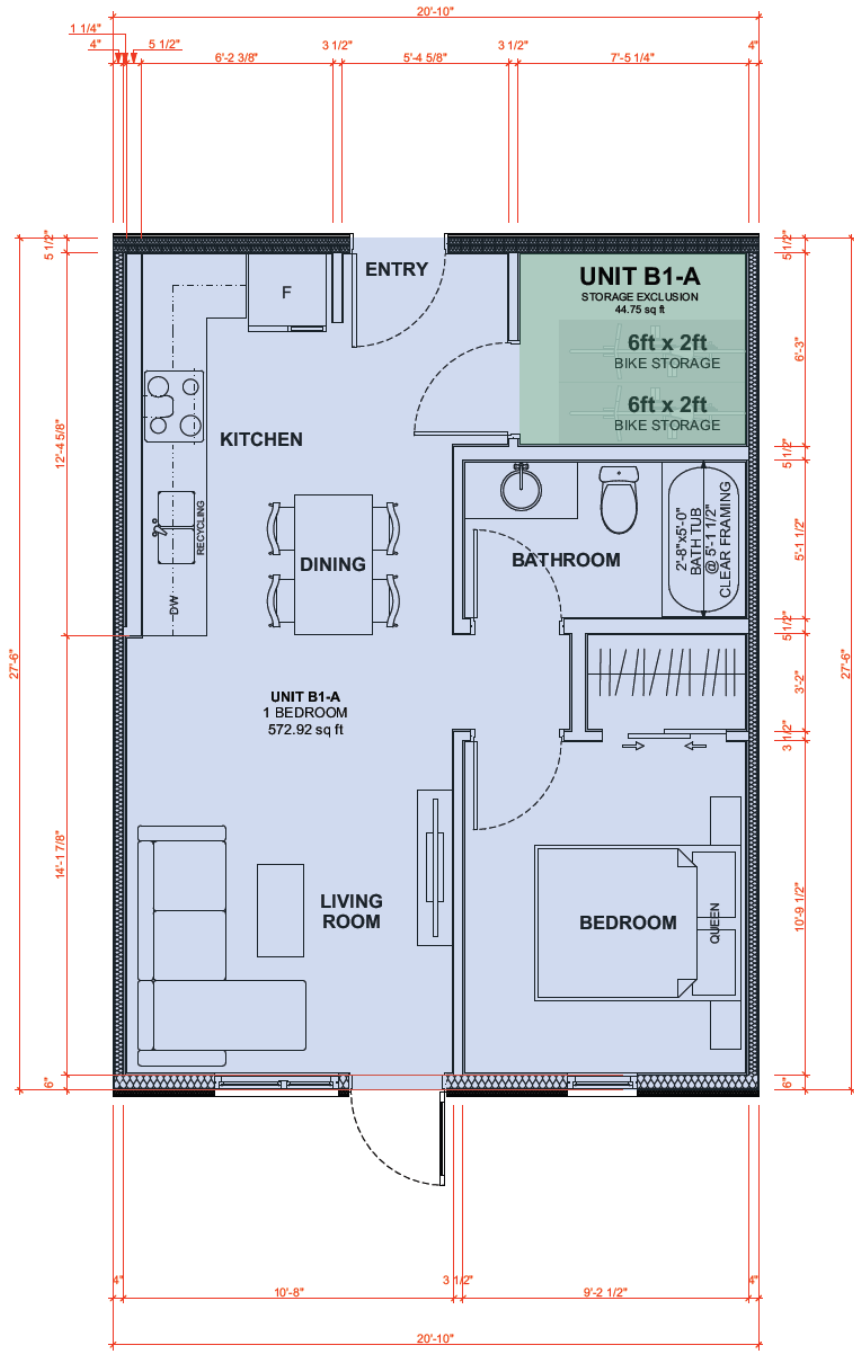 20'-10"
1 1/4"
4"
5 1/2"
6'-2 3/8"
3 1/2"
5'-4 5/8"
3 1/2"
7'-5 1/4"
4"
5 1/2"
12'-4 5/8"
14'-1 7/8"
6"
27'-6"
ENTRY
F
UNIT B1-A
STORAGE EXCLUSION
44.75 sq ft
6ft x 2ft
BIKE STORAGE
6ft x 2ft
BIKE STORAGE
KITCHEN
RECYCLING
DW
DINING
BATHROOM
2'-8"x5'-0"
BATH TUB
@ 5'-1 1/2"
CLEAR FRAMING
UNIT B1-A
1 BEDROOM
572.92 sq ft
LIVING
ROOM
BEDROOM
QUEEN
5 1/2"
6'-3"
5 1/2"
5'-1 1/2"
5 1/2"
3'-2"
3 1/2"
10'-9 1/2"
6"
27'-6"
4"
10'-8"
3 1/2"
9'-2 1/2"
4"
20'-10"